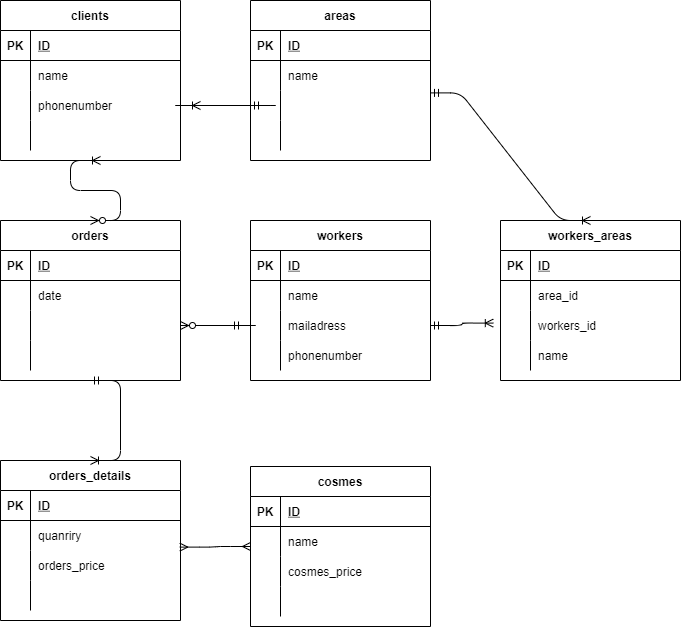 clients
PK ID
name
phonenumber
areas
PK ID
name
orders
PK ID
date
workers
PK ID
name
mailadress
phonenumber
workers_areas
PK ID
area_id
workers_id
name
orders_details
PK ID
quanriry
orders_price
cosmes
PK ID
name
cosmes_price